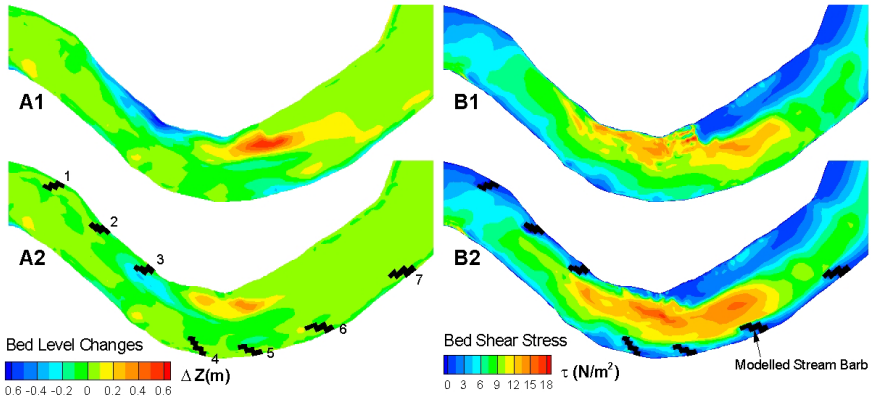 A1
B1
1
2
3
A2
4
5
6
7
B2
Bed Level Changes
Δ Z(m)
0.6 -0.4 -0.2 0 0.2 0.4 0.6
Bed Shear Stress
τ (N/m²)
0 3 6 9 12 15 18
Modelled Stream Barb